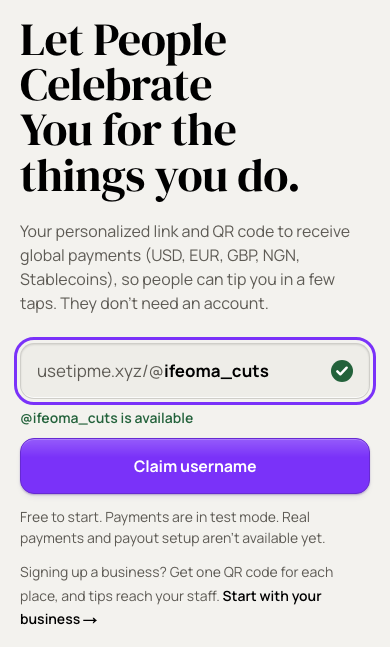 Let People
Celebrate
You for the
things you do.
Your personalized link and QR code to receive
global payments (USD, EUR, GBP, NGN,
Stablecoins), so people can tip you in a few
taps. They don't need an account.
usetipme.xyz/@ifeoma_cuts
@ifeoma_cuts is available
Claim username
Free to start. Payments are in test mode. Real
payments and payout setup aren't available yet.
Signing up a business? Get one QR code for each
place, and tips reach your staff. Start with your
business →